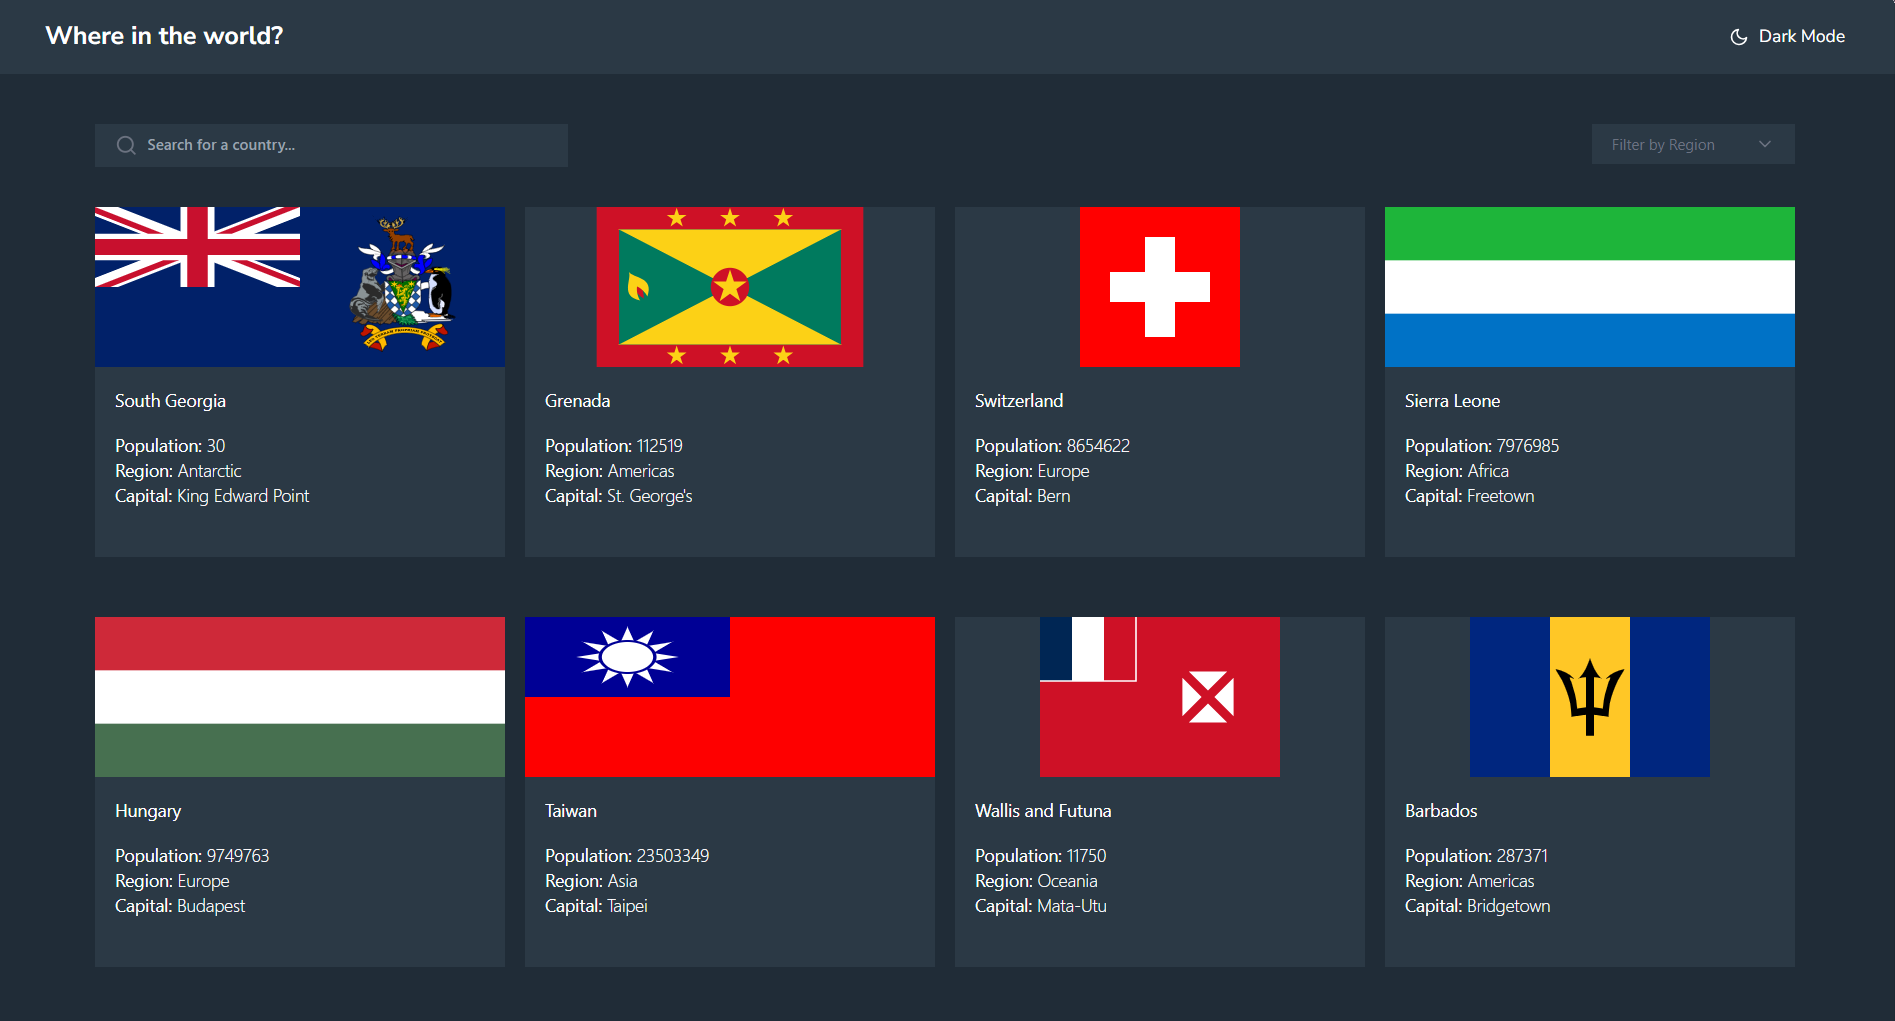 Where in the world?
Dark Mode
Search for a country...
Filter by Region
South Georgia
Population: 30
Region: Antarctic
Capital: King Edward Point
Grenada
Population: 112519
Region: Americas
Capital: St. George's
Switzerland
Population: 8654622
Region: Europe
Capital: Bern
Sierra Leone
Population: 7976985
Region: Africa
Capital: Freetown
Hungary
Population: 9749763
Region: Europe
Capital: Budapest
Taiwan
Population: 23503349
Region: Asia
Capital: Taipei
Wallis and Futuna
Population: 11750
Region: Oceania
Capital: Mata-Utu
Barbados
Population: 287371
Region: Americas
Capital: Bridgetown